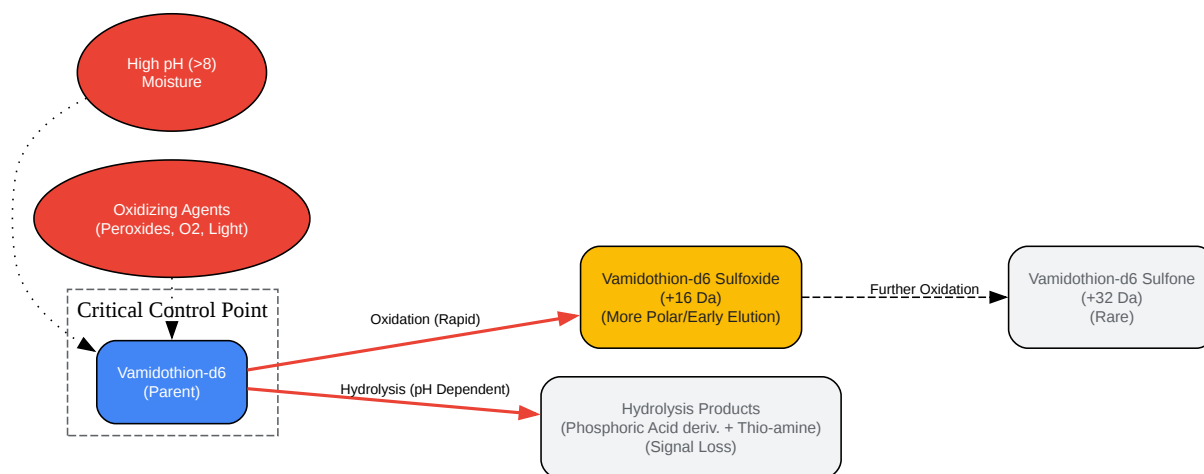 High pH (>8)
Moisture
Oxidizing Agents
(Peroxides, O2, Light)
Critical Control Point
Vamidothion-d6
(Parent)
Oxidation (Rapid)
Hydrolysis (pH Dependent)
Vamidothion-d6 Sulfoxide
(+16 Da)
(More Polar/Early Elution)
Further Oxidation
Vamidothion-d6 Sulfone
(+32 Da)
(Rare)
Hydrolysis Products
(Phosphoric Acid deriv. + Thio-amine)
(Signal Loss)